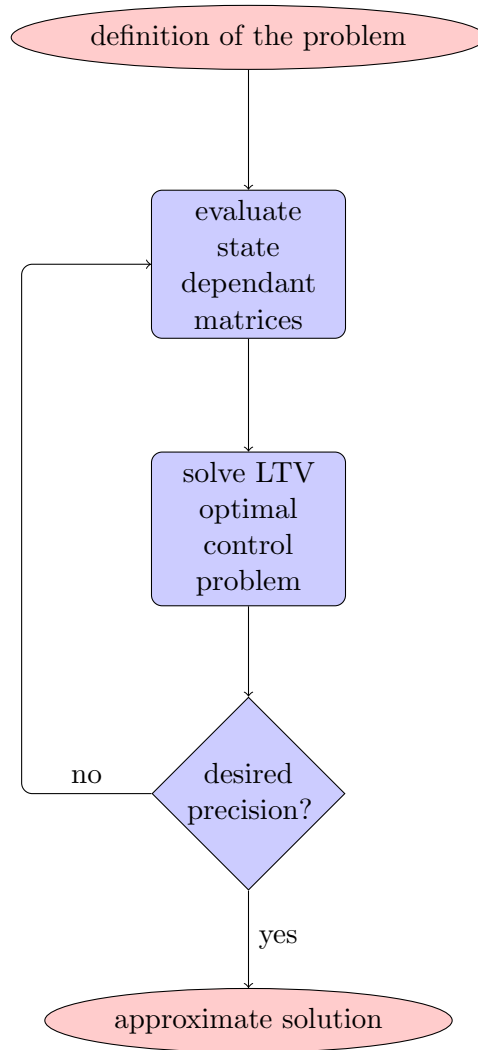 definition of the problem
evaluate
state
dependant
matrices
solve LTV
optimal
control
problem
no
desired
precision?
yes
approximate solution